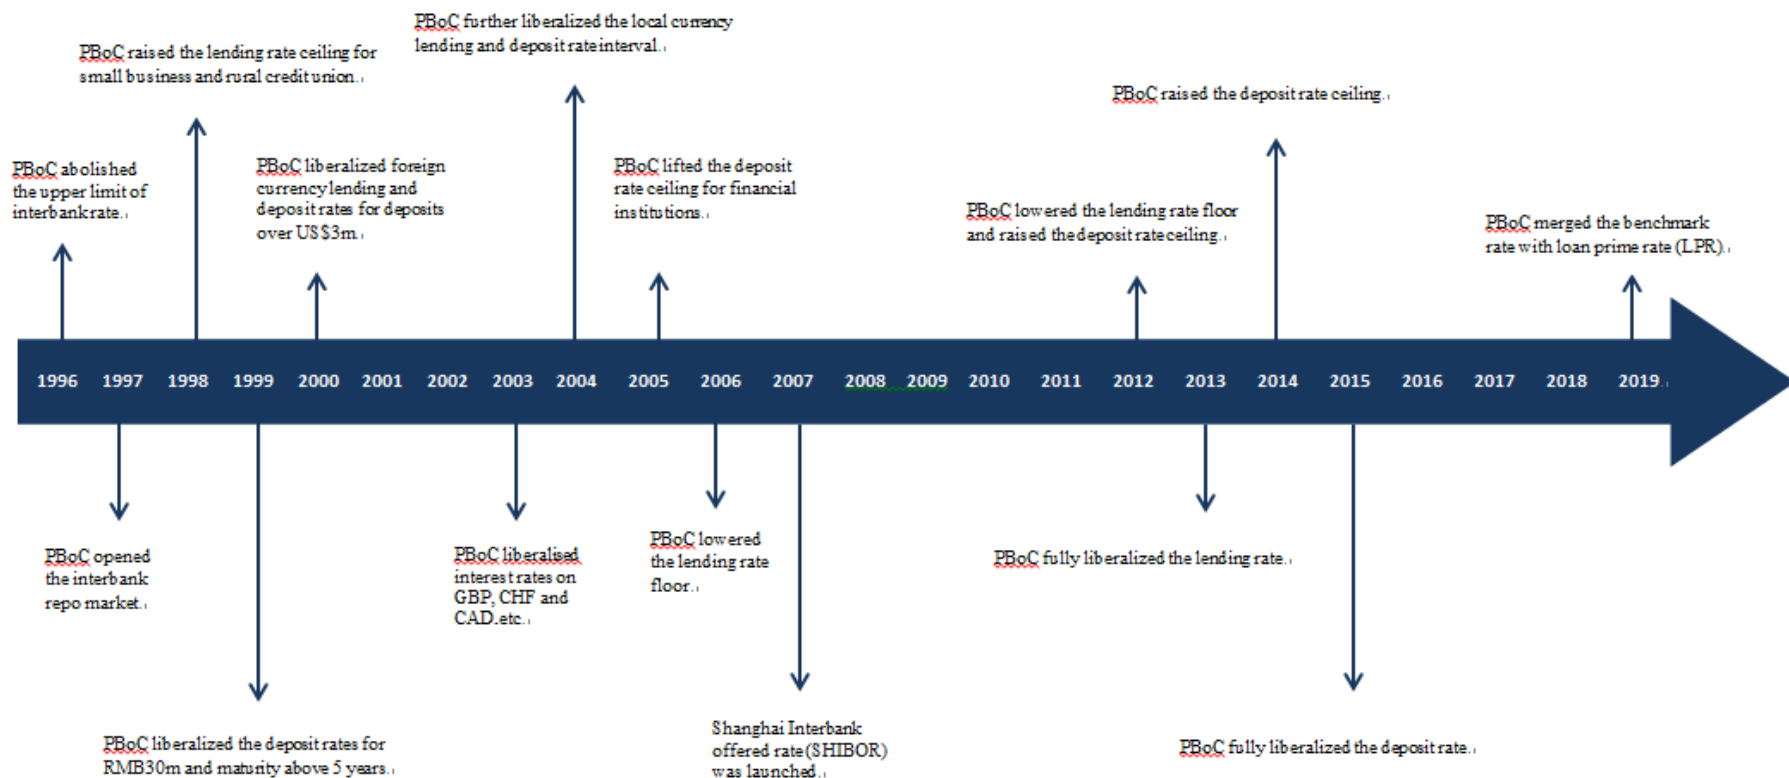 PBoC further liberalized the local currency
lending and deposit rate interval.
PBoC raised the lending rate ceiling for
small business and rural credit union.
PBoC raised the deposit rate ceiling.
PBoC abolished
the upper limit of
interbank rate.
PBoC liberalized foreign
currency lending and
deposit rates for deposits
over US$3m.
PBoC lifted the deposit
rate ceiling for financial
institutions.
PBoC lowered the lending rate floor
and raised the deposit rate ceiling.
PBoC merged the benchmark
rate with loan prime rate (LPR).
1996 1997 1998 1999 2000 2001 2002 2003 2004 2005 2006 2007 2008 2009 2010 2011 2012 2013 2014 2015 2016 2017 2018 2019
PBoC opened
the interbank
repo market.
PBoC liberalised
interest rates on
GBP, CHF and
CAD.etc.
PBoC lowered
the lending rate
floor.
PBoC fully liberalized the lending rate.
PBoC liberalized the deposit rates for
RMB30m and maturity above 5 years.
Shanghai Interbank
offered rate (SHIBOR)
was launched.
PBoC fully liberalized the deposit rate.